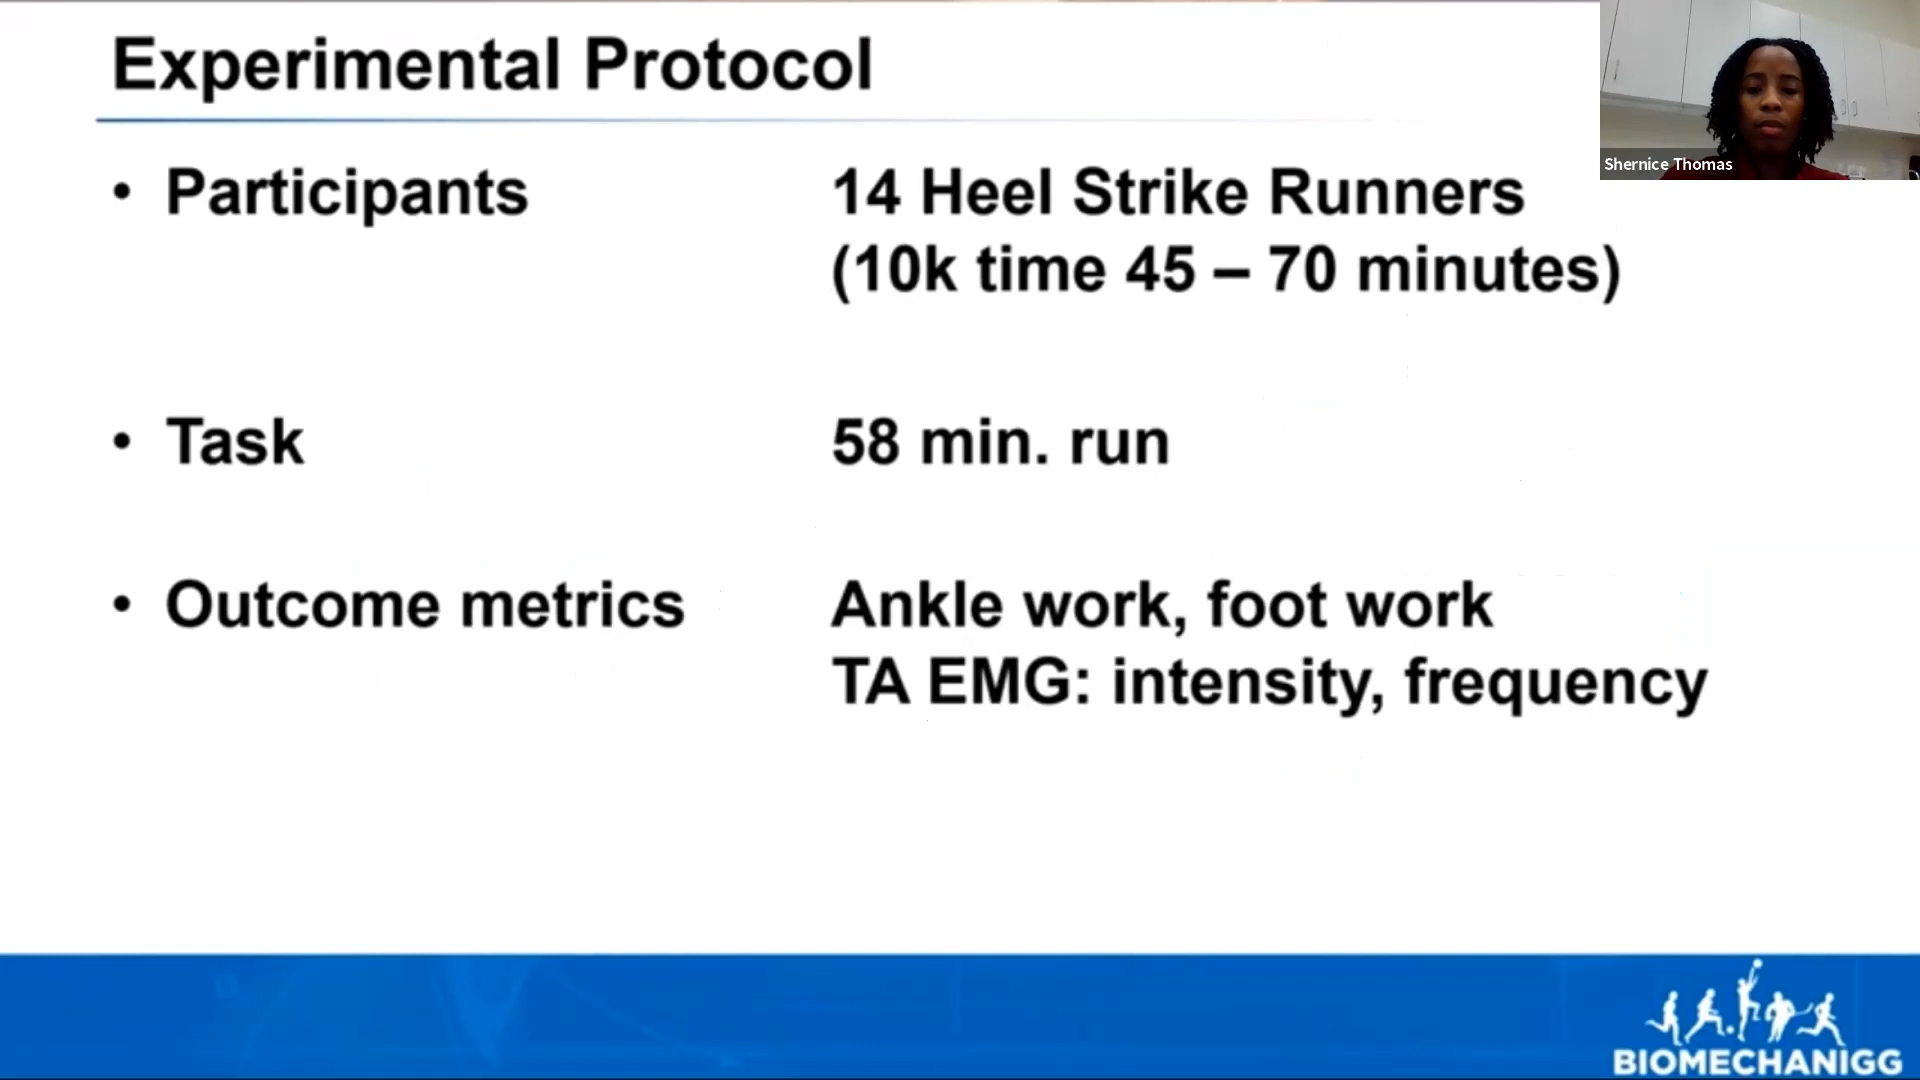 Experimental Protocol
• Participants
14 Heel Strike Runners
(10k time 45 – 70 minutes)
• Task
58 min. run
• Outcome metrics
Ankle work, foot work
TA EMG: intensity, frequency
Shernice Thomas
BIOMECHANIGG